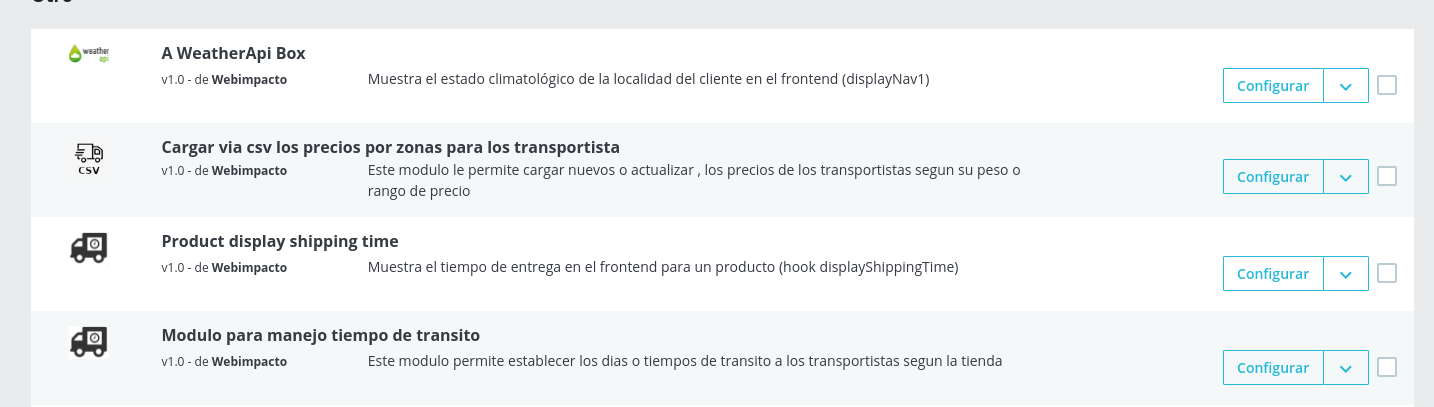 weather
api
A WeatherApi Box
v1.0 - de Webimpacto
Muestra el estado climatológico de la localidad del cliente en el frontend (displayNav1)
Configurar
CSV
Cargar via csv los precios por zonas para los transportista
v1.0 - de Webimpacto
Este modulo le permite cargar nuevos o actualizar , los precios de los transportistas segun su peso o
rango de precio
Configurar
Product display shipping time
v1.0 - de Webimpacto
Muestra el tiempo de entrega en el frontend para un producto (hook displayShippingTime)
Configurar
Modulo para manejo tiempo de transito
v1.0 - de Webimpacto
Este modulo permite establecer los dias o tiempos de transito a los transportistas segun la tienda
Configurar